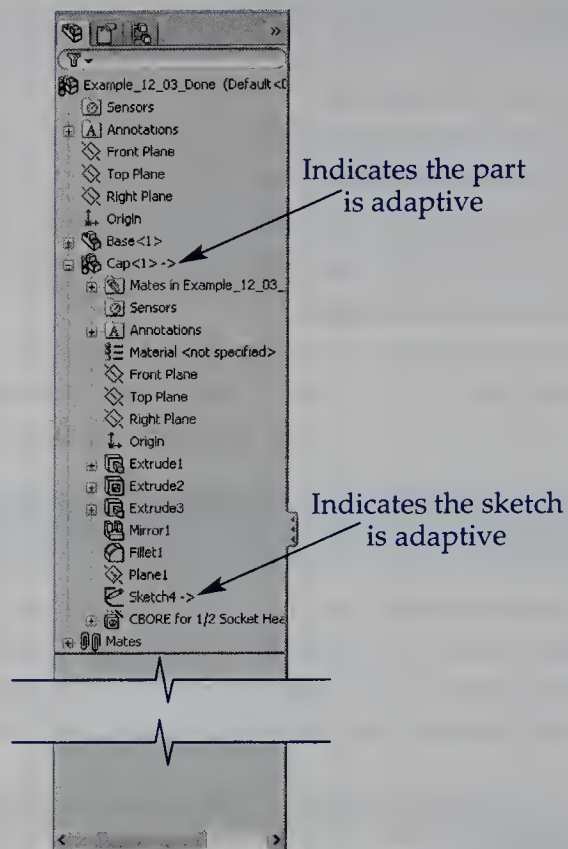 Example_12_03_Done (Default<D
Sensors
Annotations
Front Plane
Top Plane
Right Plane
Origin
Base<1>
Cap<1> ->
Mates in Example_12_03_
Sensors
Annotations
Material <not specified>
Front Plane
Top Plane
Right Plane
Origin
Extrude1
Extrude2
Extrude3
Mirror1
Fillet1
Plane1
Sketch4 ->
CBORE for 1/2 Socket Hea
Mates
Indicates the part
is adaptive
Indicates the sketch
is adaptive